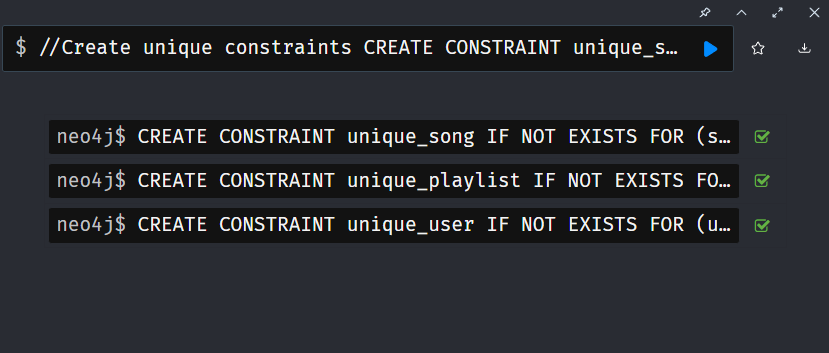 $ //Create unique constraints CREATE CONSTRAINT unique_s…
neo4j$ CREATE CONSTRAINT unique_song IF NOT EXISTS FOR (s…
neo4j$ CREATE CONSTRAINT unique_playlist IF NOT EXISTS FO…
neo4j$ CREATE CONSTRAINT unique_user IF NOT EXISTS FOR (u…